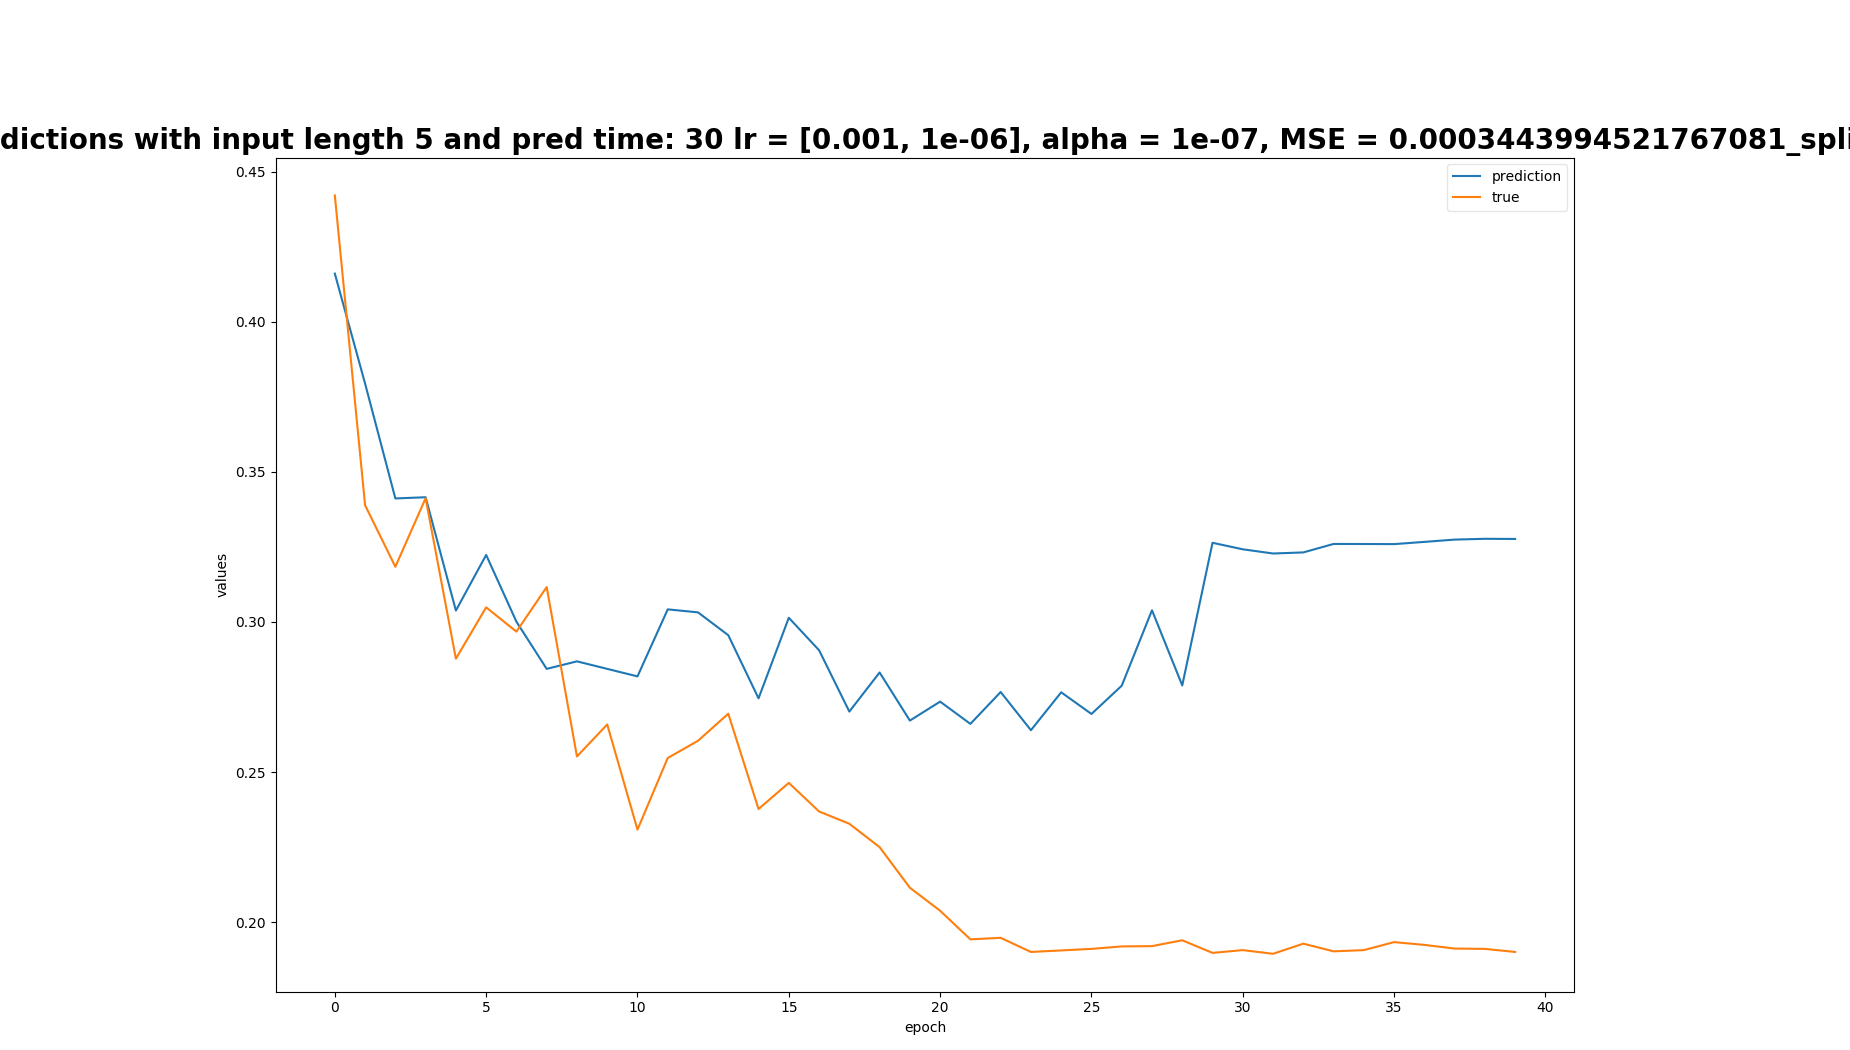 dictions with input length 5 and pred time: 30 lr = [0.001, 1e-06], alpha = 1e-07, MSE = 0.0003443994521767081_spli
prediction
true
0.45
0.40
0.35
0.30
0.25
0.20
values
0 5 10 15 20 25 30 35 40
epoch